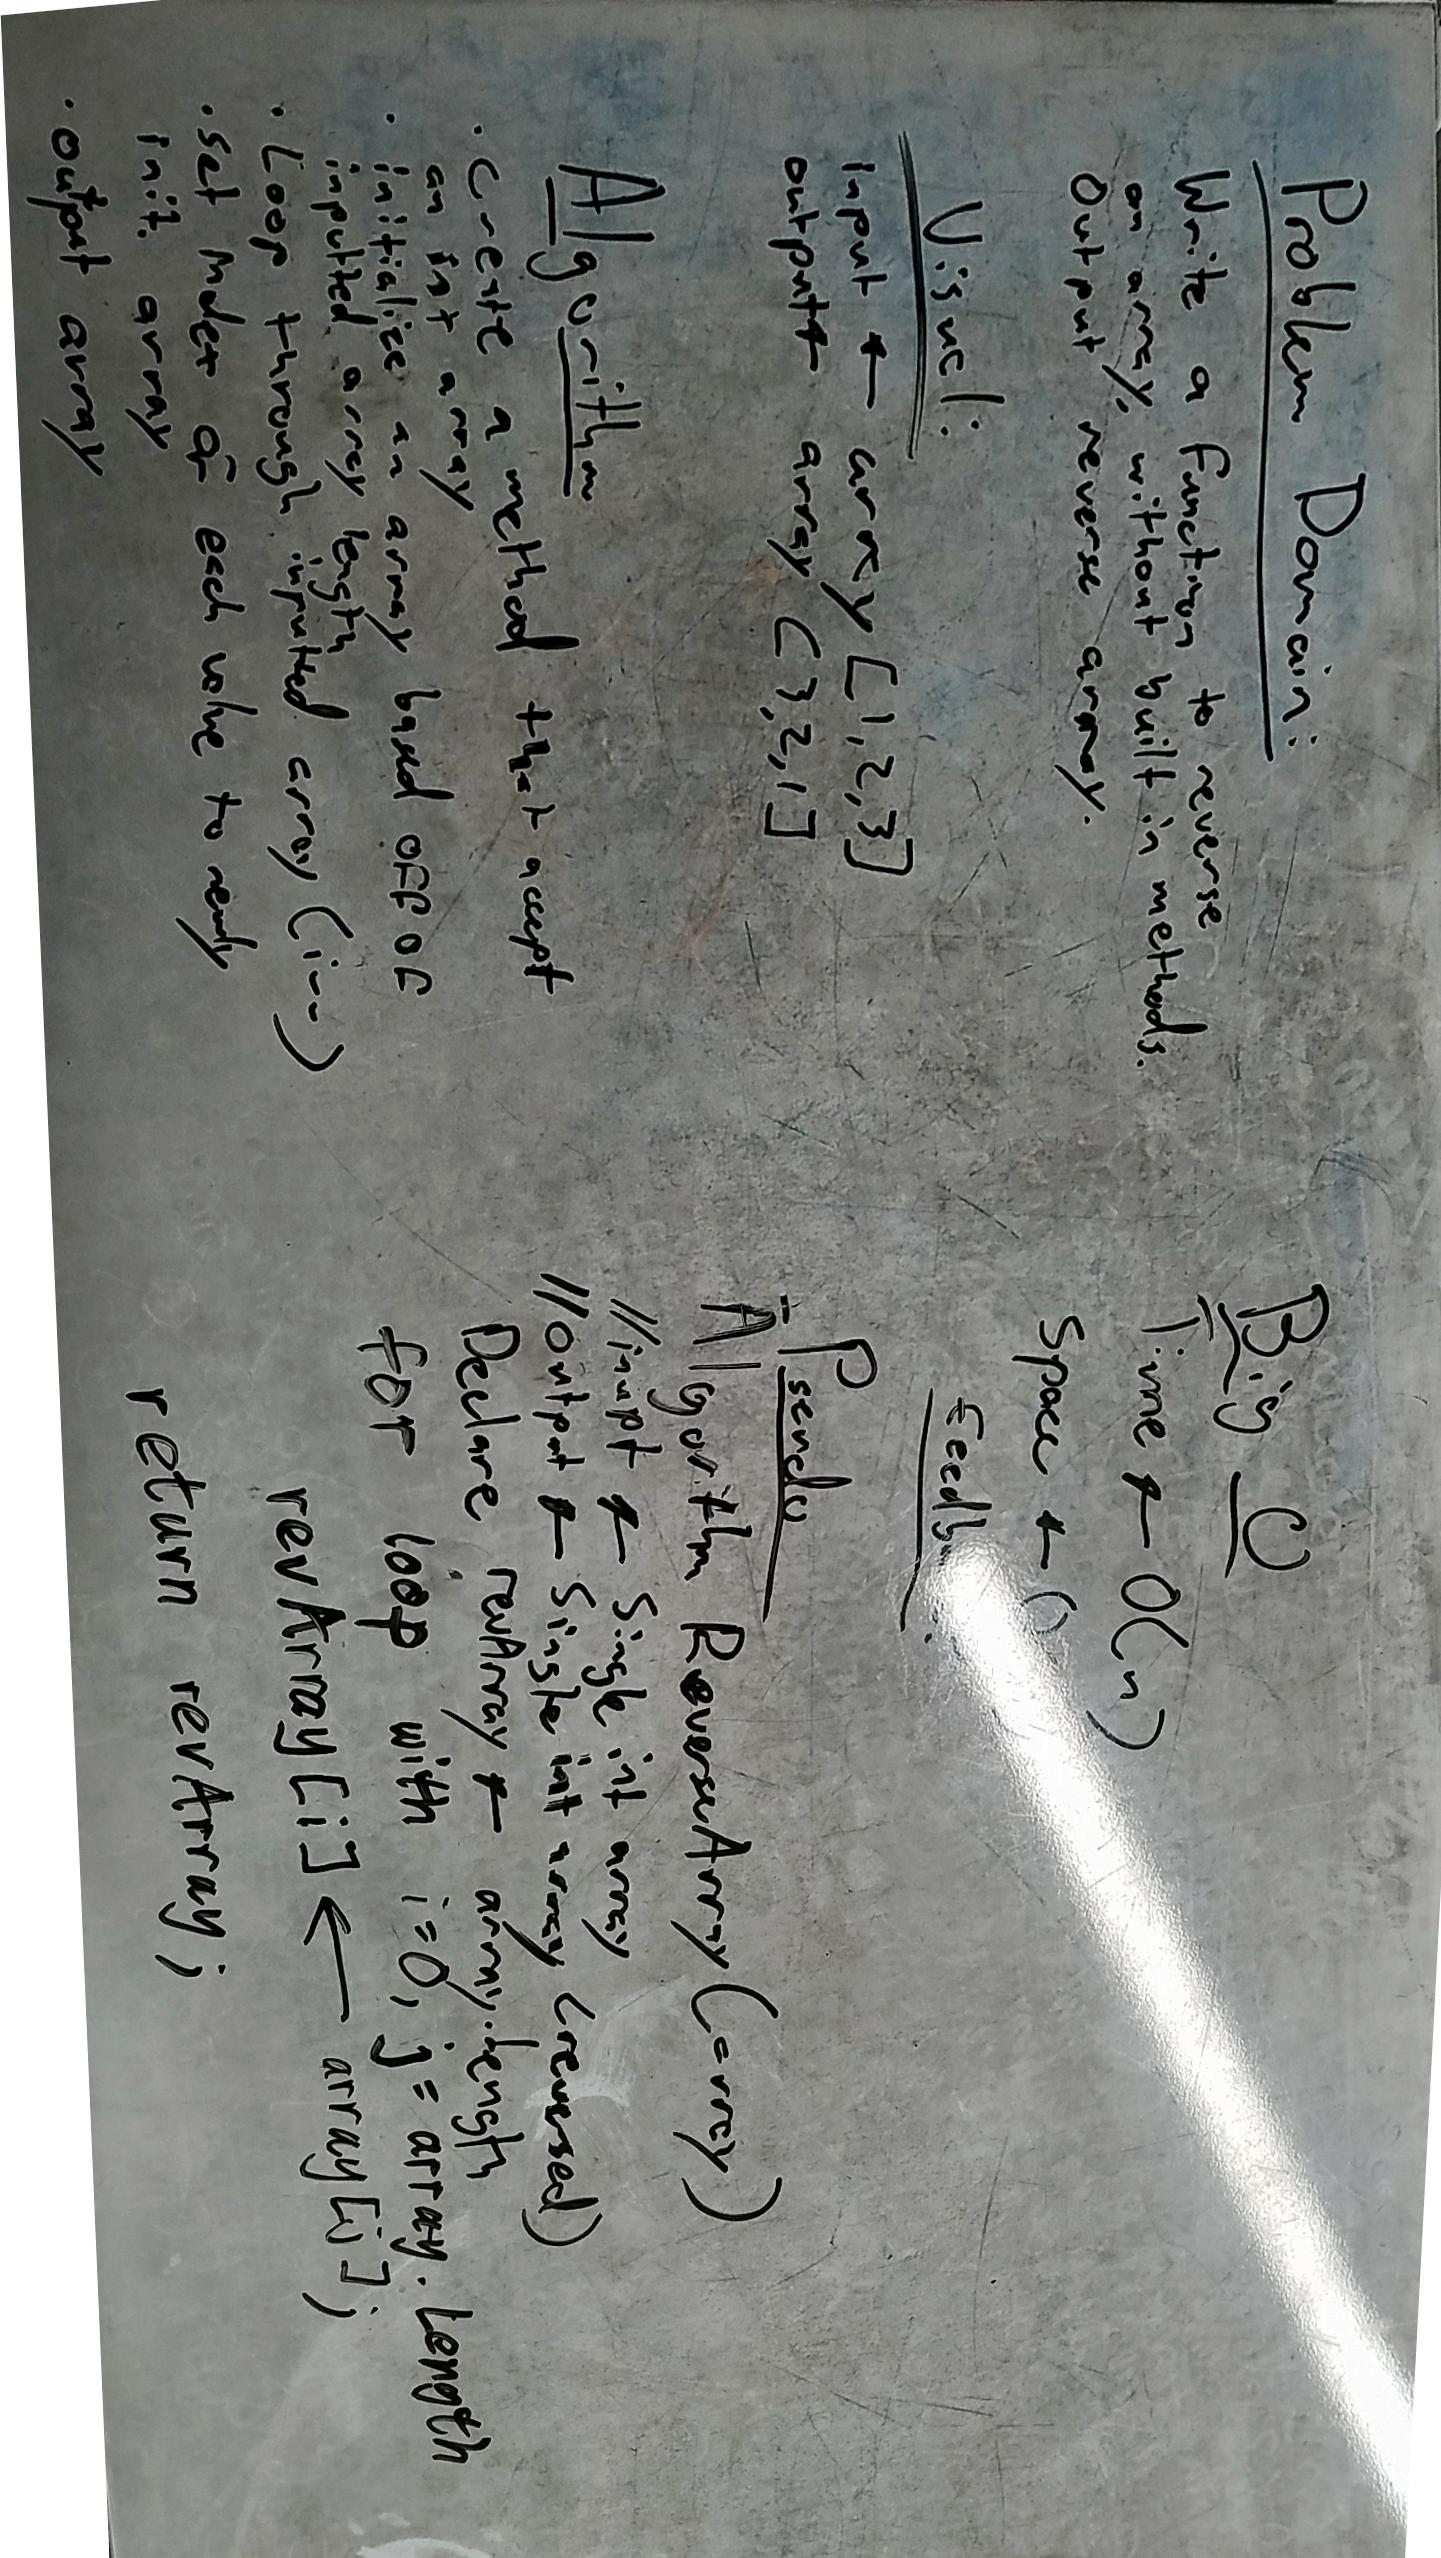 Problem Domain:
Write a function to reverse
an array, without built in methods.
Output reverse array.
Visual:
input ← array [1,2,3]
output ← array [3,2,1]
Algorithm
· create a method that accept
an int array
· initialize an array based off of
inputted array length
· Loop through inputted array (i--)
· set index of each value to newly
init. array
· output array
Big O
Time ← O(n)
Space ← O
Pseudo
Algorithm ReverseArray(array)
//inupt ← Single int array
//output ← Single int array (reversed)
Declare revArray ← array.Length
for loop with i=0, j= array.Length
revArray[i] ← array[j];
return revArray;